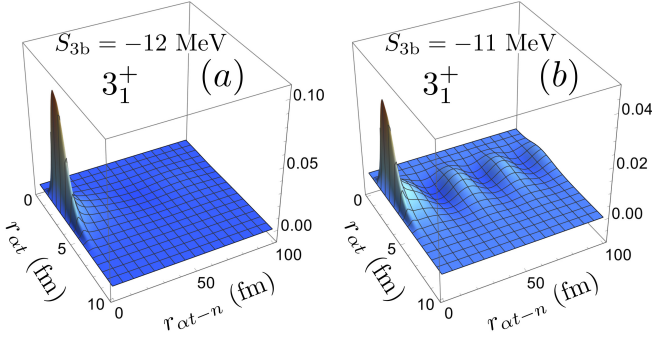 S_{3b} = −12 MeV
3_1^+ (a)
0.10
0.05
0.00
0
5
10
r_{αt} (fm)
0
50
100
r_{αt−n} (fm)
S_{3b} = −11 MeV
3_1^+ (b)
0.04
0.02
0.00
0
5
10
r_{αt} (fm)
0
50
100
r_{αt−n} (fm)